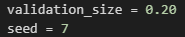 validation_size = 0.20
seed = 7